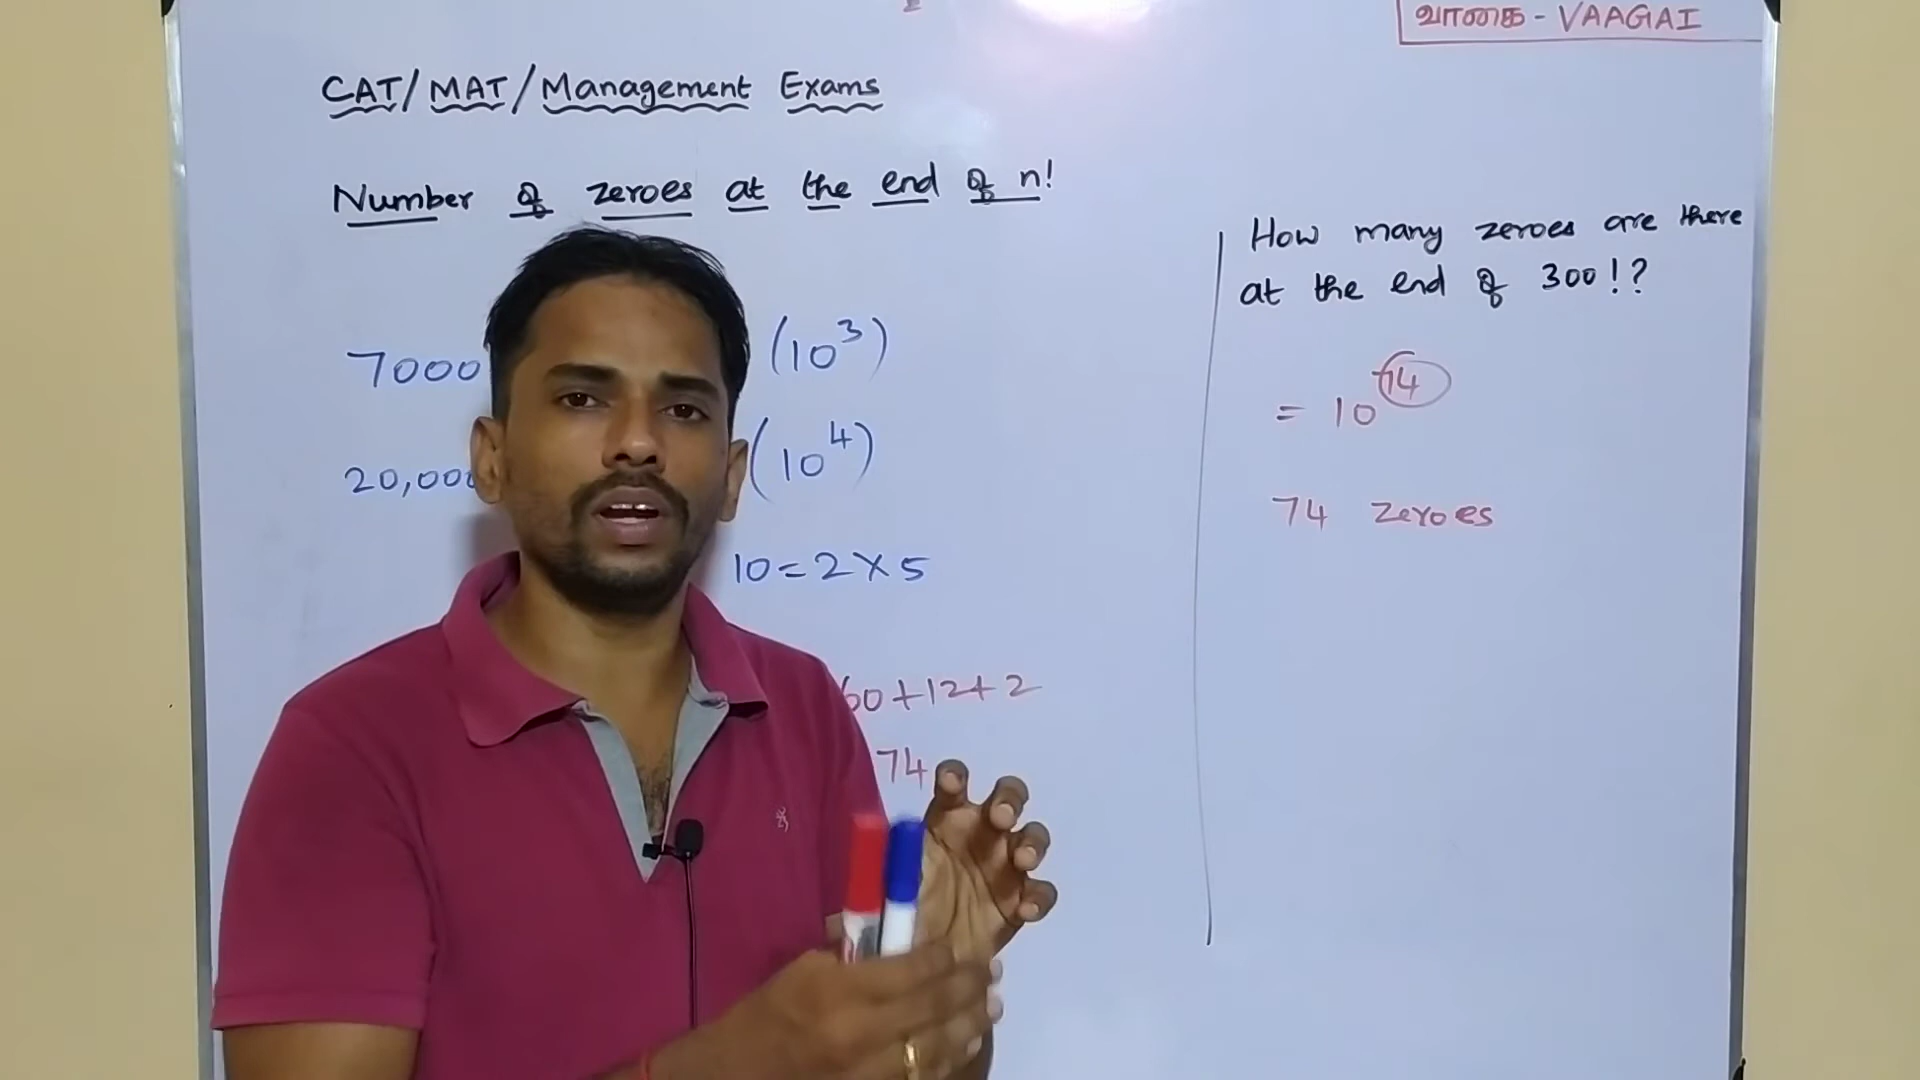 வாகை - VAAGAI
CAT/MAT/Management Exams
Number of zeroes at the end of n!
7000
(10³)
20,000
(10⁴)
10=2×5
60+12+2
74
How many zeroes are there
at the end of 300!?
= 10⁷⁴
74 zeroes